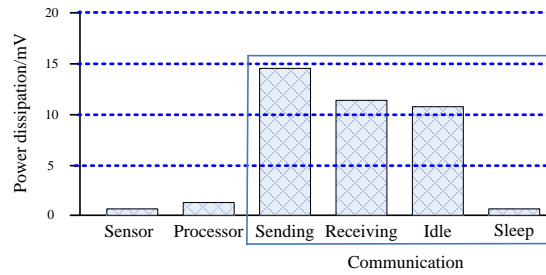 Power dissipation/mV
20
15
10
5
0
Sensor Processor Sending Receiving Idle Sleep
Communication